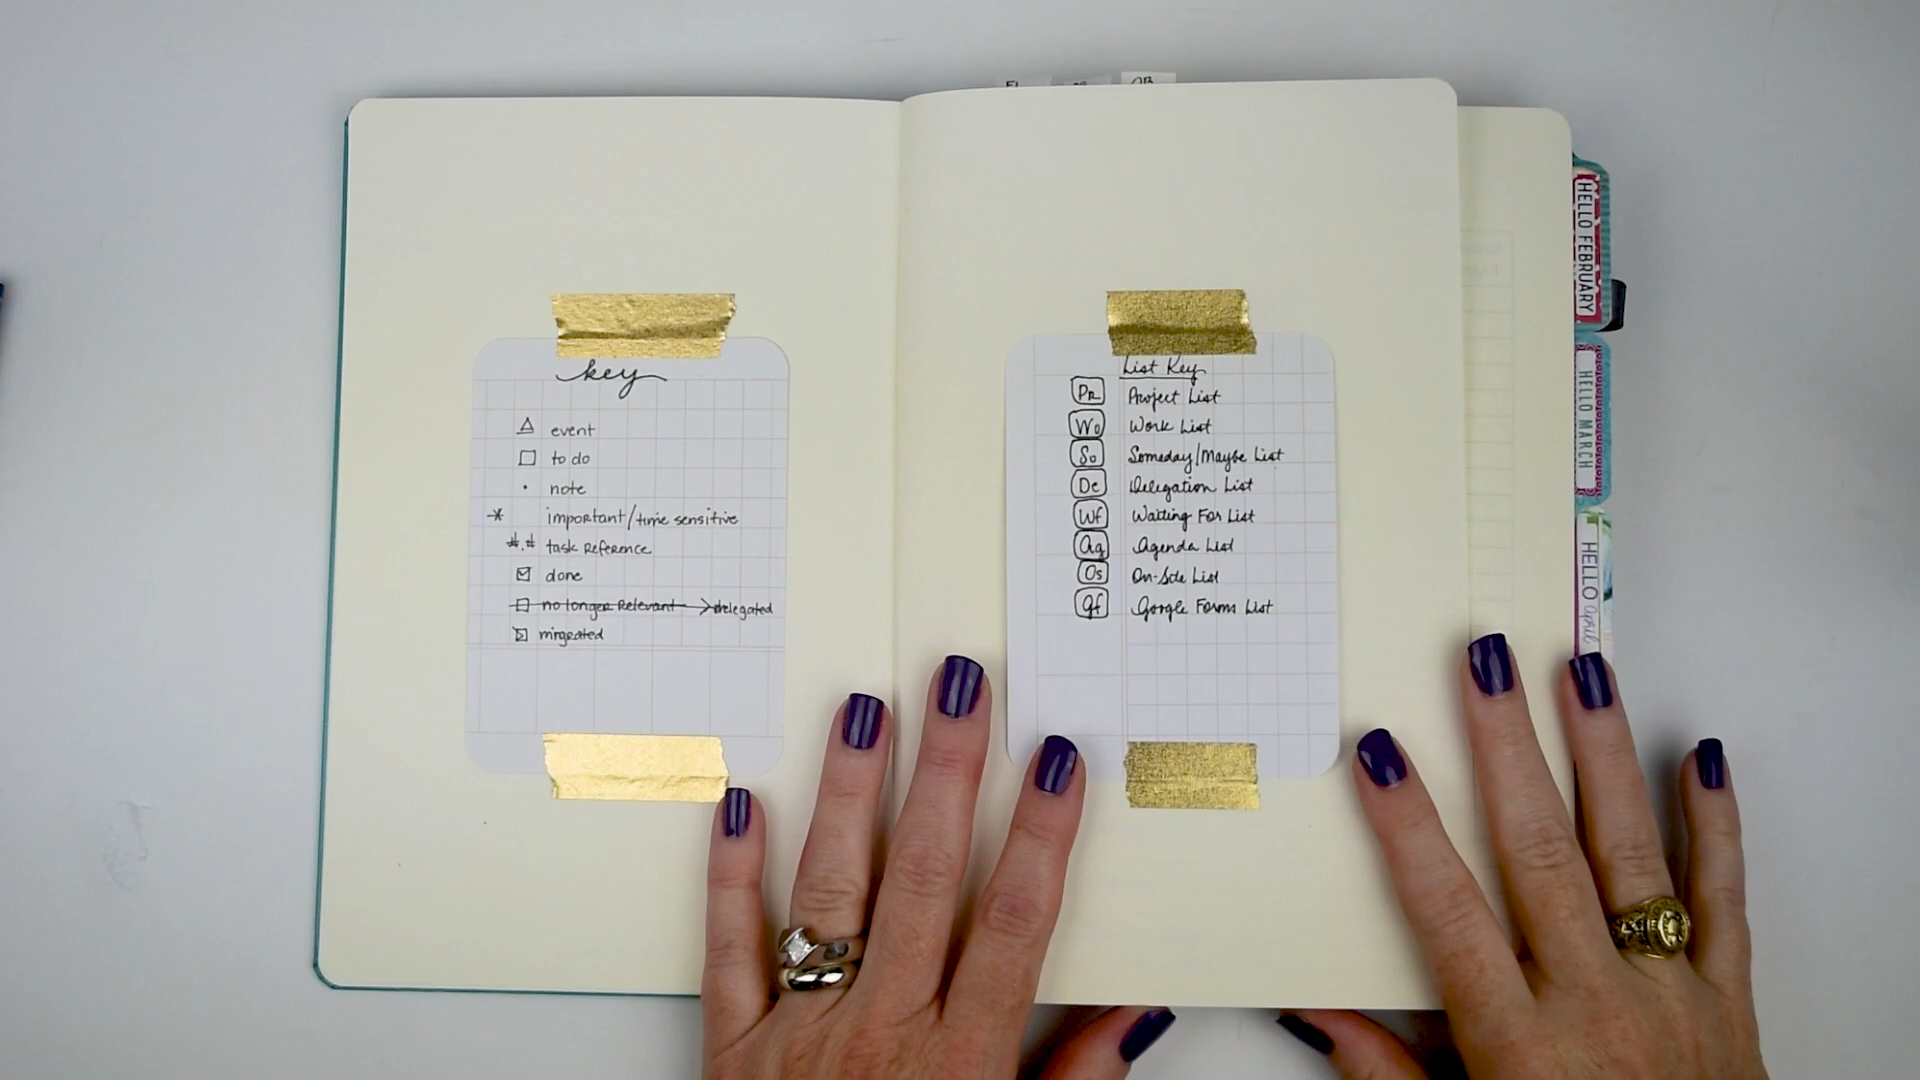 key
event
to do
note
* important/time sensitive
#.# task reference
done
no longer relevant → delegated
mirgrated
List Key
PR Project List
Wo Work List
So Someday/Maybe List
De Delegation List
Wf Waiting For List
Ag Agenda List
Os On-Site List
Gf Google Forms List
HELLO FEBRUARY
HELLO MARCH
HELLO april